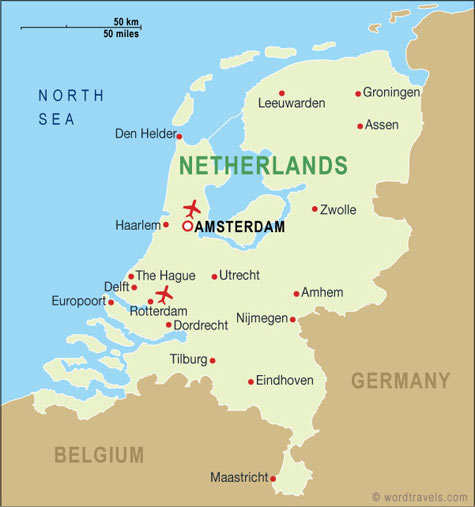 50 km
50 miles
NORTH
SEA
Leeuwarden
Groningen
Assen
Den Helder
NETHERLANDS
Zwolle
Haarlem
AMSTERDAM
The Hague
Utrecht
Delft
Europoort
Rotterdam
Amhem
Dordrecht
Nijmegen
Tilburg
Eindhoven
GERMANY
BELGIUM
Maastricht
© wordtravels.com